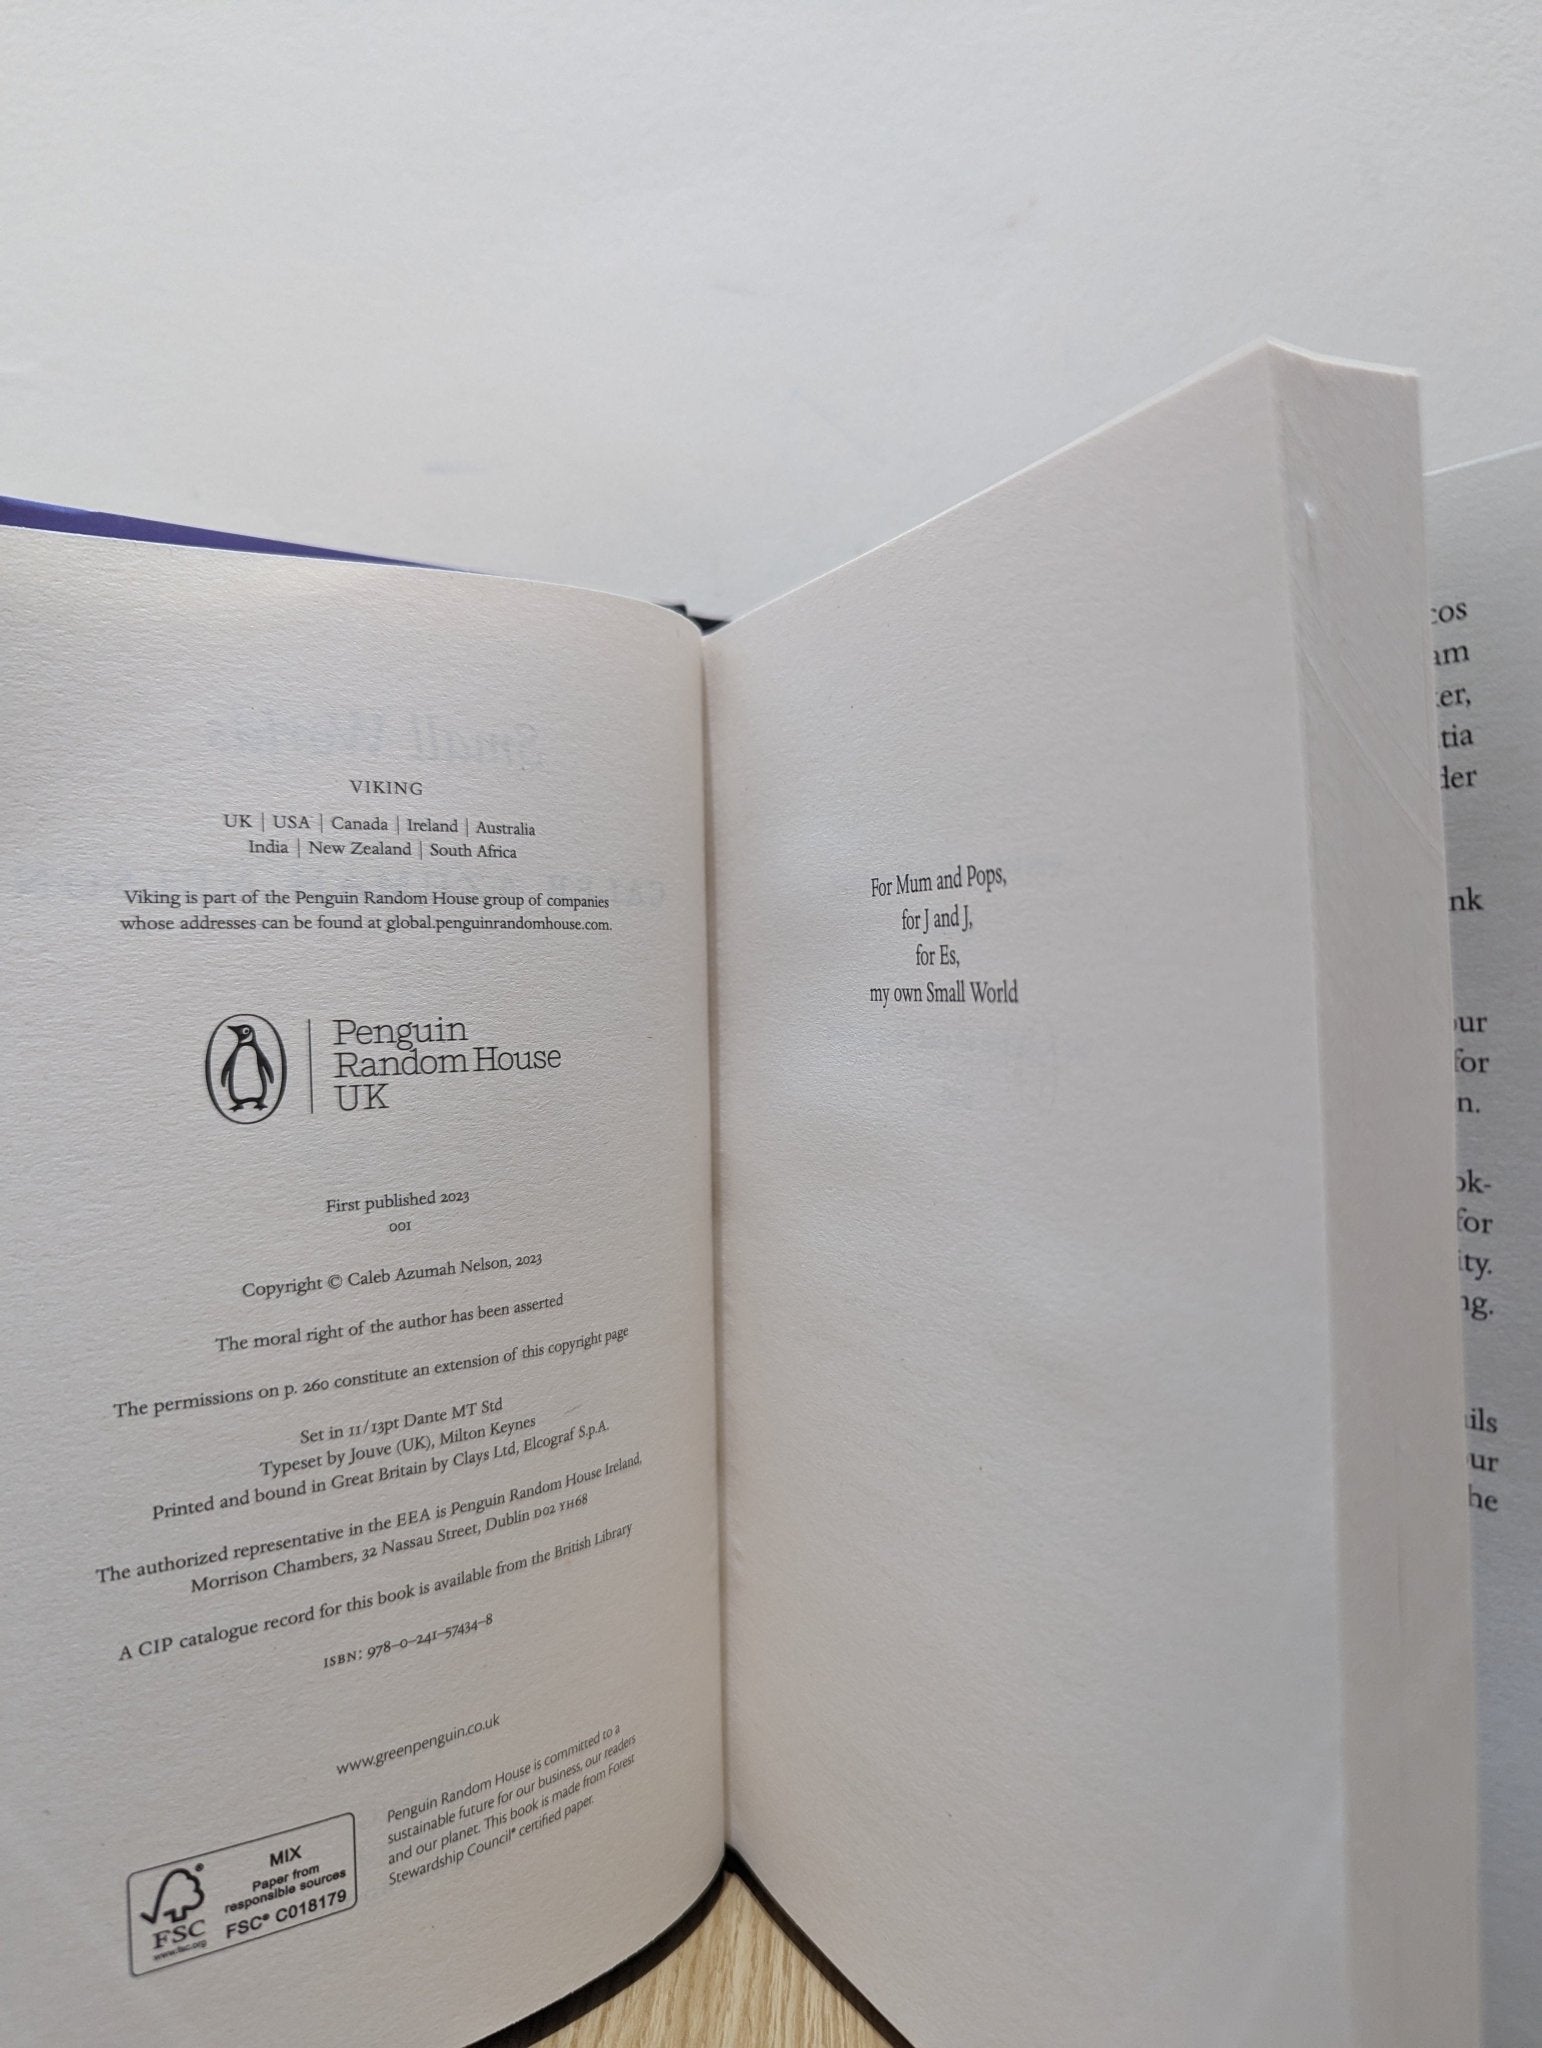 VIKING
UK | USA | Canada | Ireland | Australia
India | New Zealand | South Africa
Viking is part of the Penguin Random House group of companies
whose addresses can be found at global.penguinrandomhouse.com.
Penguin
Random House
UK
First published 2023
001
Copyright © Caleb Azumah Nelson, 2023
The moral right of the author has been asserted
The permissions on p. 260 constitute an extension of this copyright page
Set in 11/13pt Dante MT Std
Typeset by Jouve (UK), Milton Keynes
Printed and bound in Great Britain by Clays Ltd, Elcograf S.p.A.
The authorized representative in the EEA is Penguin Random House Ireland,
Morrison Chambers, 32 Nassau Street, Dublin D02 YH68
A CIP catalogue record for this book is available from the British Library
ISBN: 978-0-241-57434-8
www.greenpenguin.co.uk
Penguin Random House is committed to a
sustainable future for our business, our readers
and our planet. This book is made from Forest
Stewardship Council® certified paper.
MIX
Paper from
responsible sources
FSC® C018179
FSC
www.fsc.org
For Mum and Pops,
for J and J,
for Es,
my own Small World
for
for